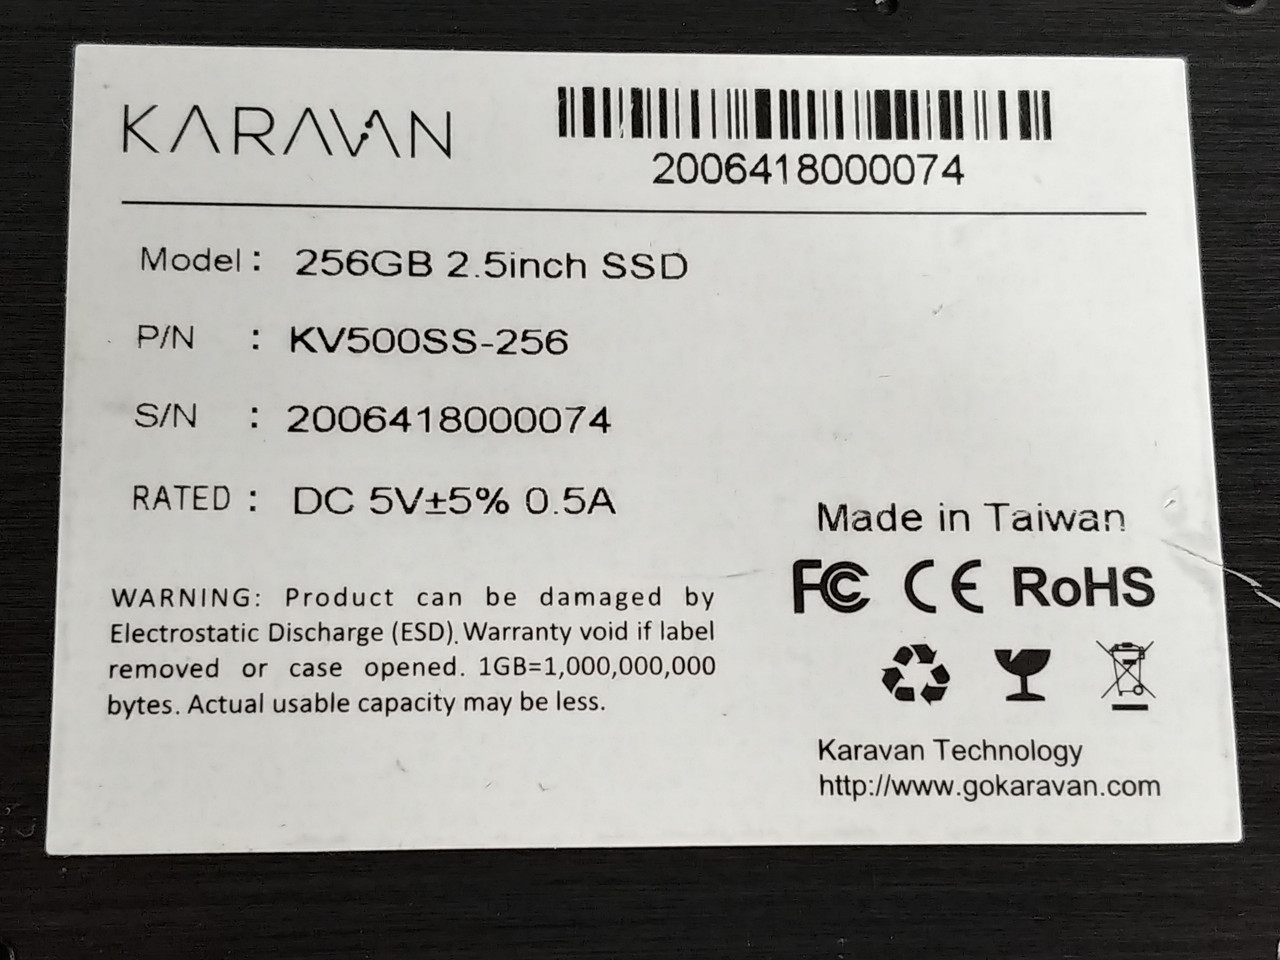 KARAVAN
2006418000074
Model : 256GB 2.5inch SSD
P/N : KV500SS-256
S/N : 2006418000074
RATED : DC 5V±5% 0.5A
WARNING: Product can be damaged by
Electrostatic Discharge (ESD). Warranty void if label
removed or case opened. 1GB=1,000,000,000
bytes. Actual usable capacity may be less.
Made in Taiwan
FC CE RoHS
Karavan Technology
http://www.gokaravan.com